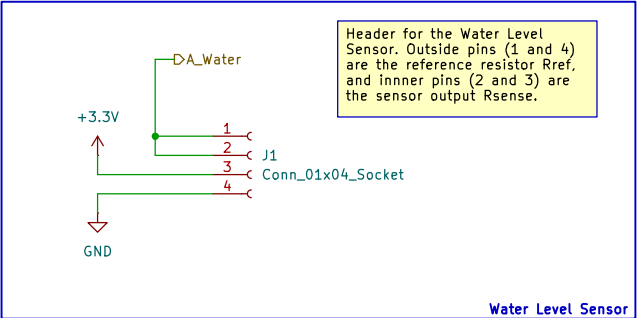 Header for the Water Level
Sensor. Outside pins (1 and 4)
are the reference resistor Rref,
and innner pins (2 and 3) are
the sensor output Rsense.
A_Water
+3.3V
1
2
J1
3
Conn_01x04_Socket
4
GND
Water Level Sensor